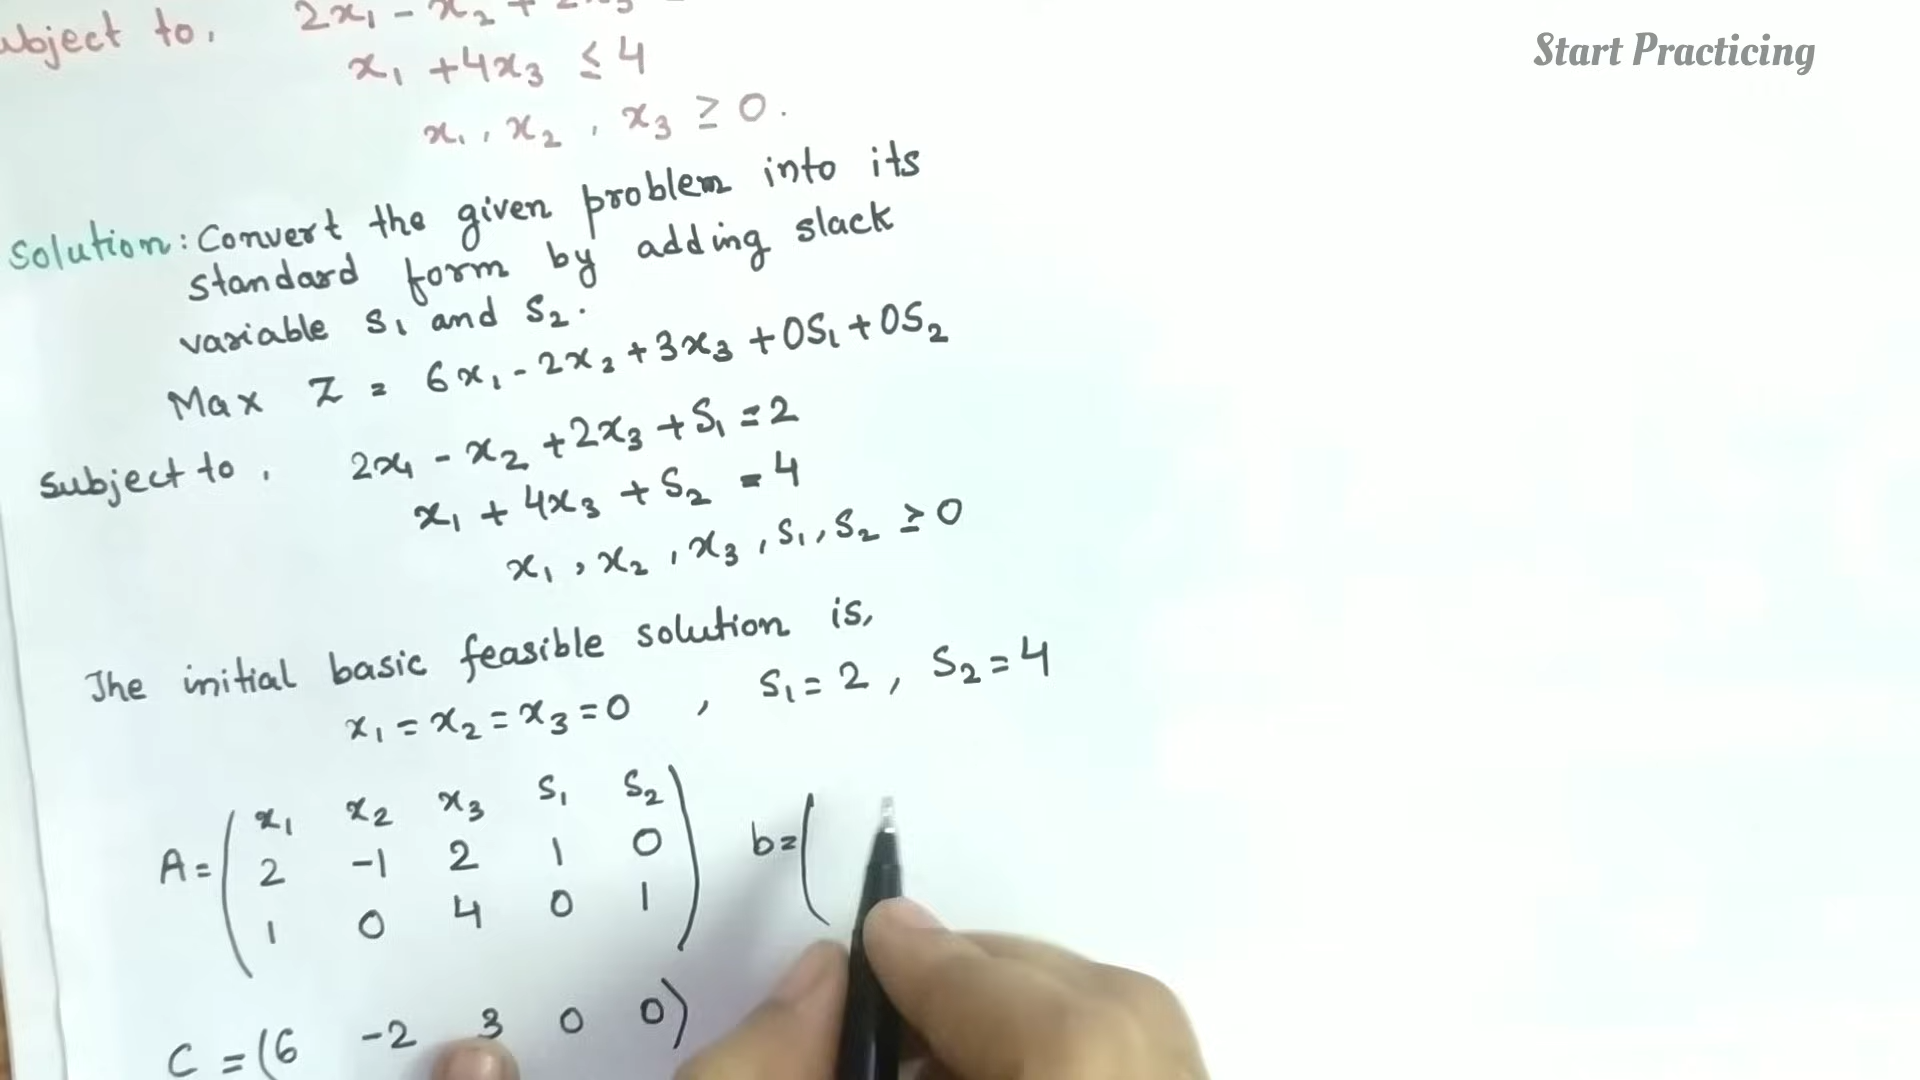 Start Practicing
ubject to, 2x₁ - x₂ + 2x₃
x₁ + 4x₃ ≤ 4
x₁, x₂, x₃ ≥ 0.
Solution: Convert the given problem into its
standard form by adding slack
variable S₁ and S₂.
Max Z = 6x₁ - 2x₂ + 3x₃ + 0S₁ + 0S₂
Subject to, 2x₁ - x₂ + 2x₃ + S₁ = 2
x₁ + 4x₃ + S₂ = 4
x₁, x₂, x₃, S₁, S₂ ≥ 0
The initial basic feasible solution is,
x₁ = x₂ = x₃ = 0 , S₁ = 2, S₂ = 4
x₁ x₂ x₃ S₁ S₂
A = ( 2 -1 2 1 0 ) b = (
1 0 4 0 1
C = (6 -2 3 0 0)